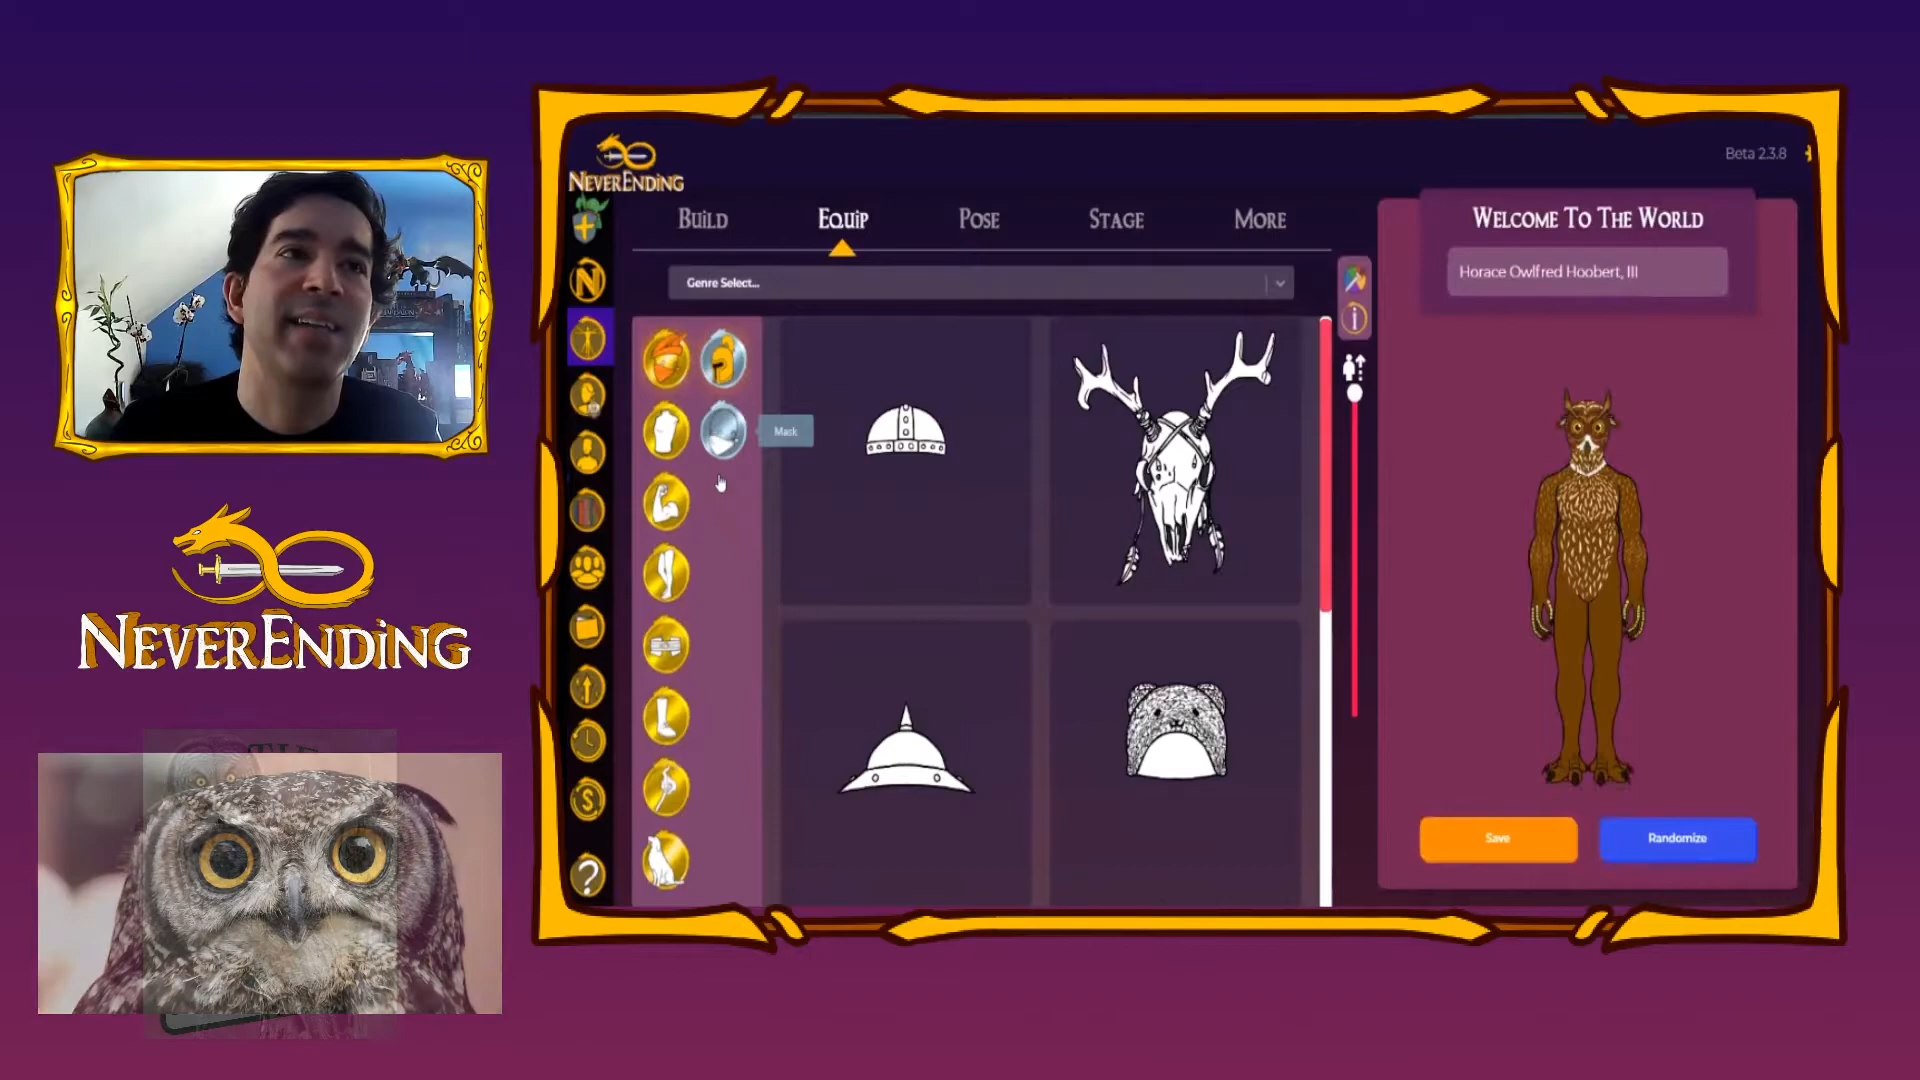 NEVERENDING
BUILD
EQUIP
POSE
STAGE
MORE
Beta 2.3.8
Genre Select...
Mask
WELCOME TO THE WORLD
Horace Owlfred Hoobert, III
Save
Randomize
NEVERENDING
THE